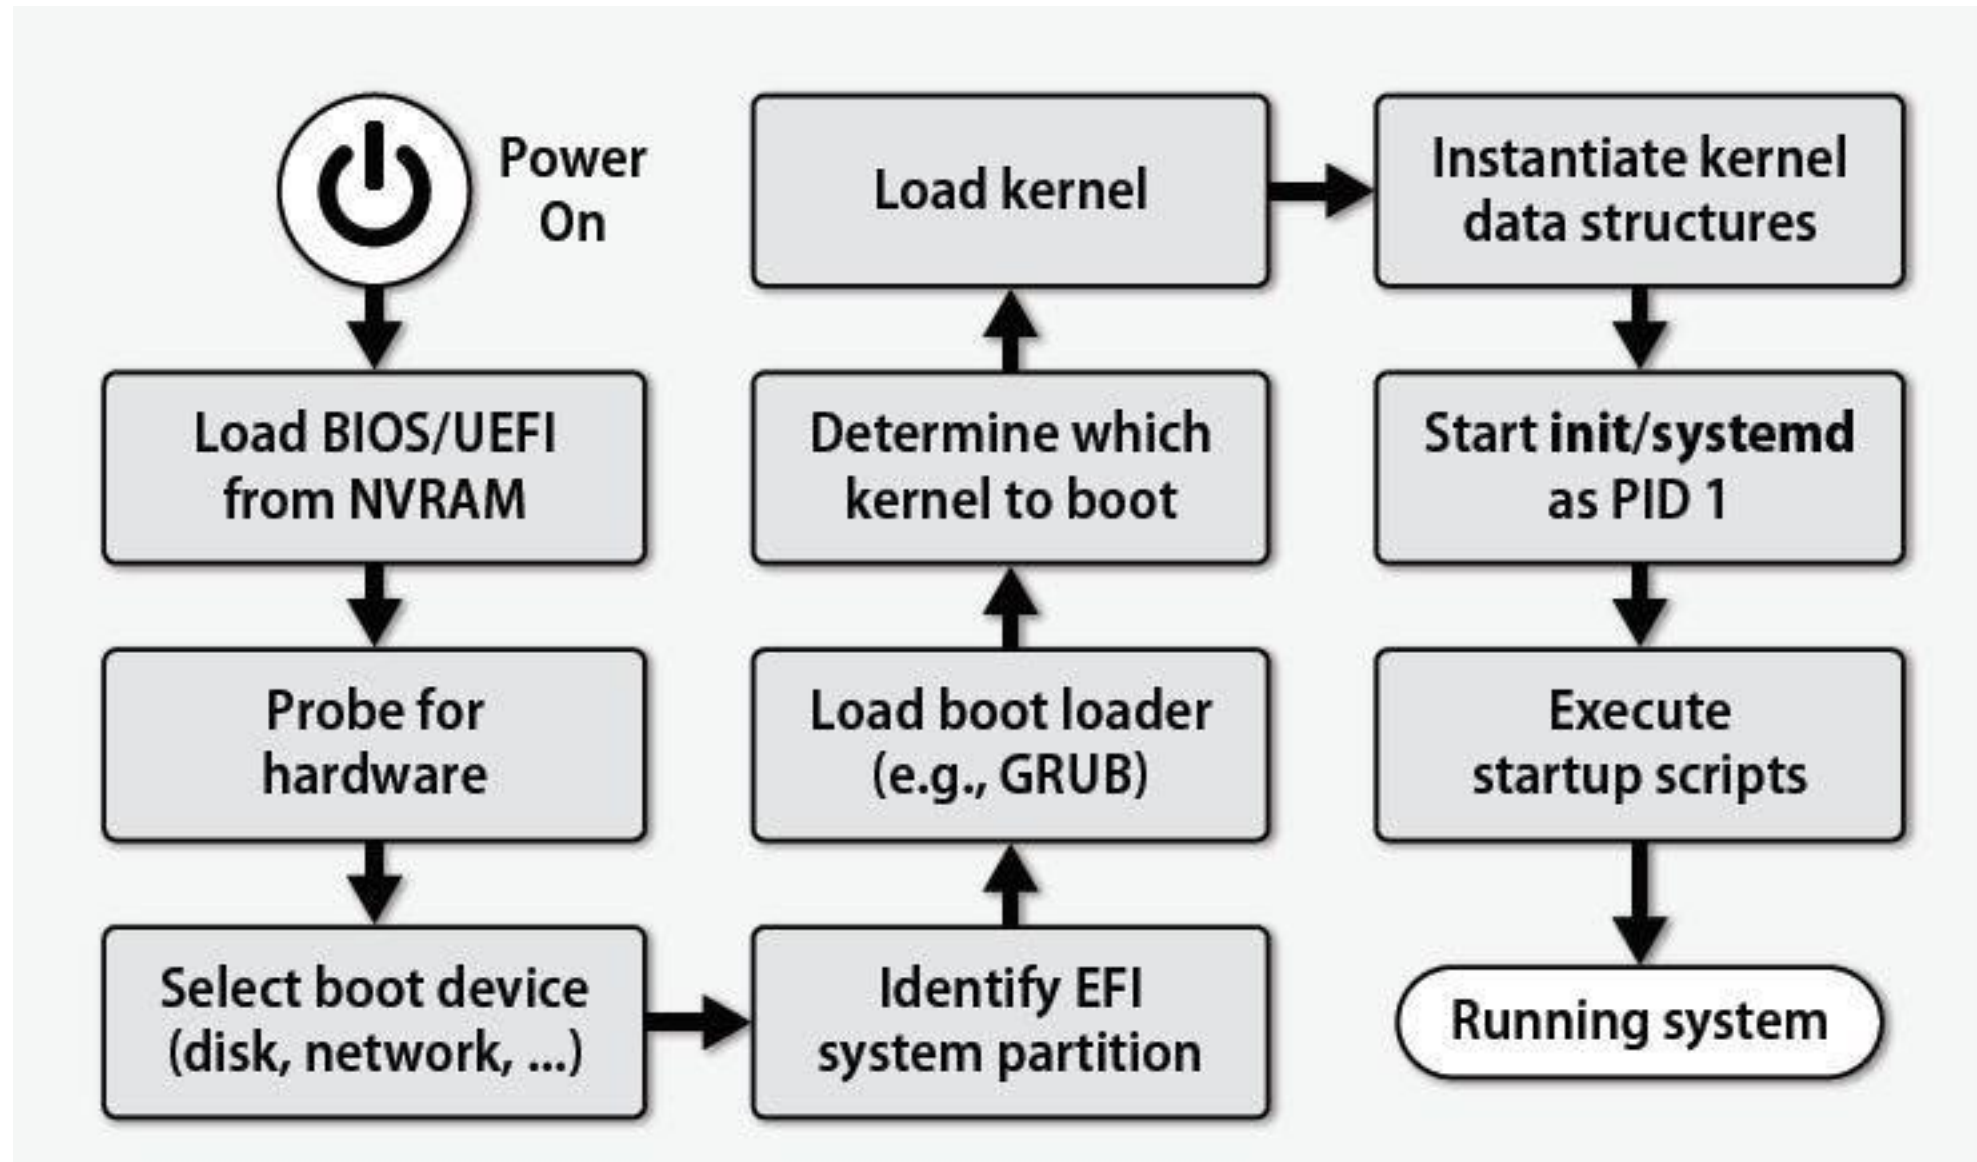 Power
On
Load BIOS/UEFI
from NVRAM
Probe for
hardware
Select boot device
(disk, network, ...)
Identify EFI
system partition
Load boot loader
(e.g., GRUB)
Determine which
kernel to boot
Load kernel
Instantiate kernel
data structures
Start init/systemd
as PID 1
Execute
startup scripts
Running system